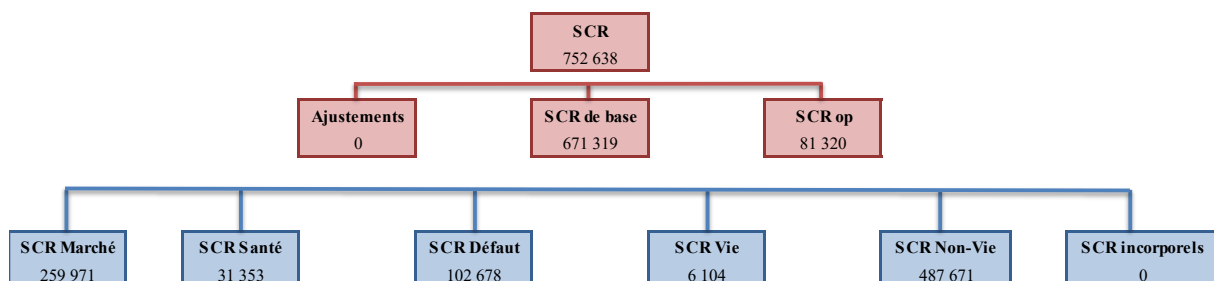 SCR
752 638
Ajustements
0
SCR de base
671 319
SCR op
81 320
SCR Marché
259 971
SCR Santé
31 353
SCR Défaut
102 678
SCR Vie
6 104
SCR Non-Vie
487 671
SCR incorporels
0